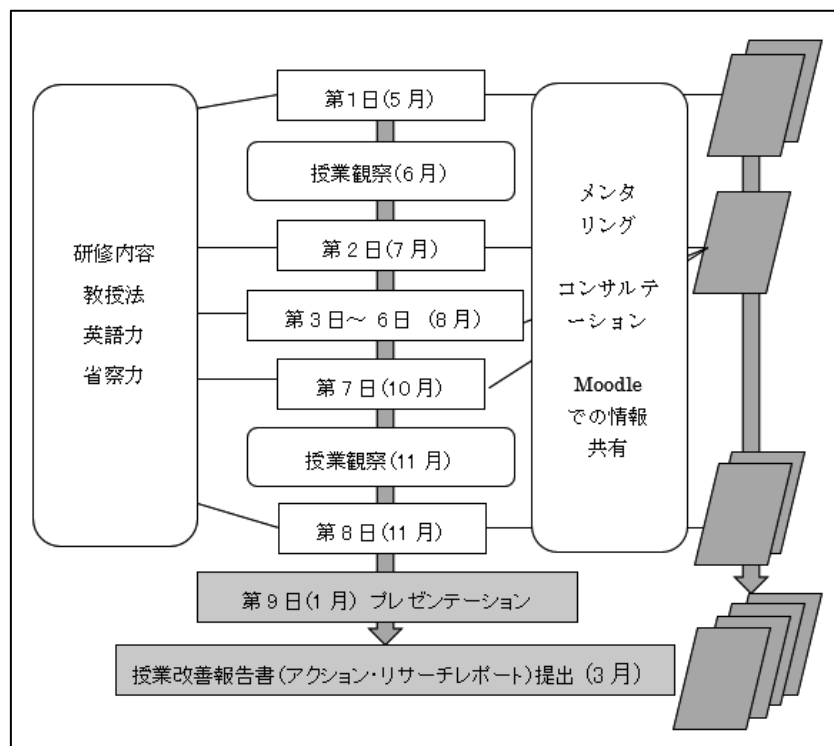 研修内容
教授法
英語力
省察力
第1日(5月)
授業観察(6月)
第2日(7月)
第3日～6日 (8月)
第7日(10月)
授業観察(11月)
第8日(11月)
第9日(1月) プレゼンテーション
授業改善報告書(アクション・リサーチレポート)提出 (3月)
メンタ
リング
コンサルテ
ーション
Moodle
での情報
共有